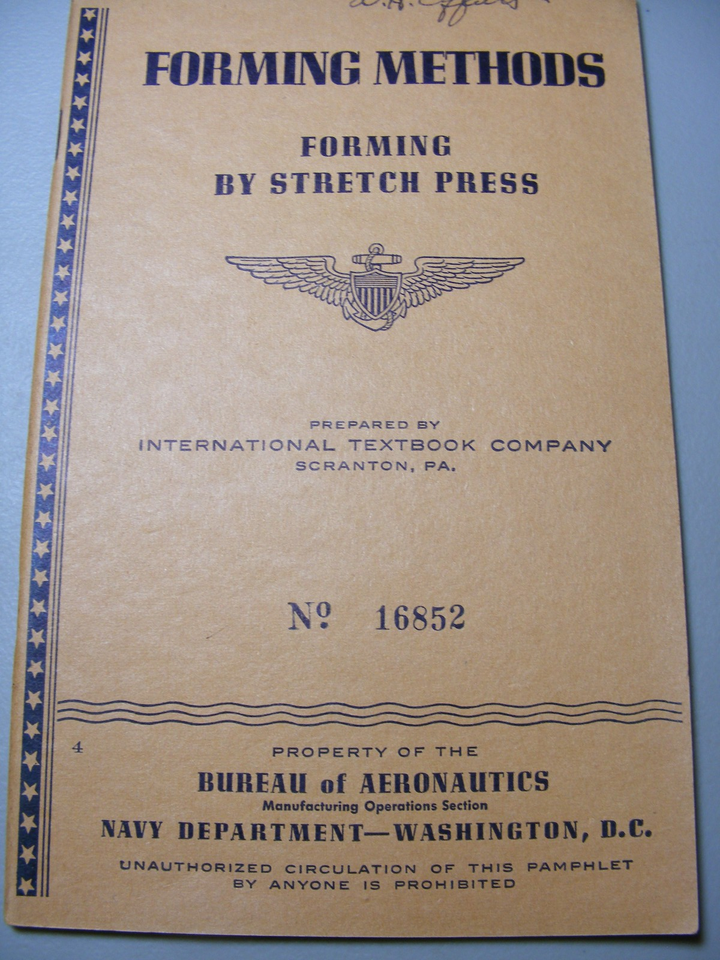 W. H.
FORMING METHODS
FORMING
BY STRETCH PRESS
PREPARED BY
INTERNATIONAL TEXTBOOK COMPANY
SCRANTON, PA.
Nº 16852
4
PROPERTY OF THE
BUREAU of AERONAUTICS
Manufacturing Operations Section
NAVY DEPARTMENT—WASHINGTON, D.C.
UNAUTHORIZED CIRCULATION OF THIS PAMPHLET
BY ANYONE IS PROHIBITED